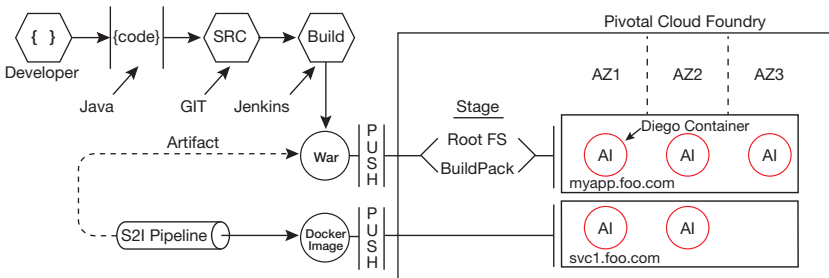 Pivotal Cloud Foundry
{ }
{code}
SRC
Build
Developer
Java
GIT
Jenkins
AZ1
AZ2
AZ3
Stage
Root FS
BuildPack
Artifact
War
PUSH
Diego Container
AI
AI
AI
myapp.foo.com
S2I Pipeline
Docker
Image
PUSH
AI
AI
svc1.foo.com